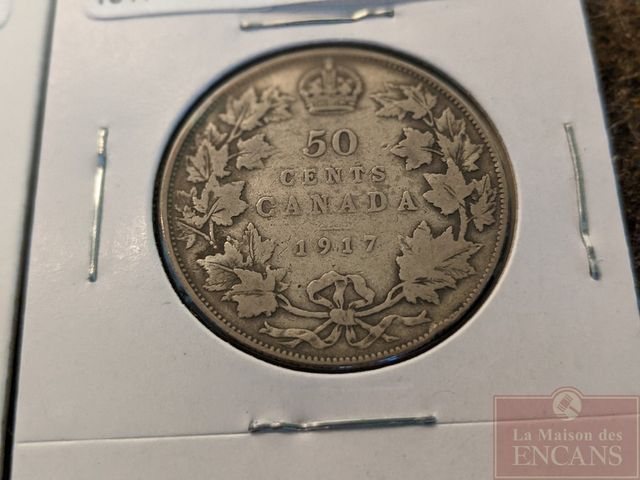 50
CENTS
CANADA
1917
La Maison des
ENCANS